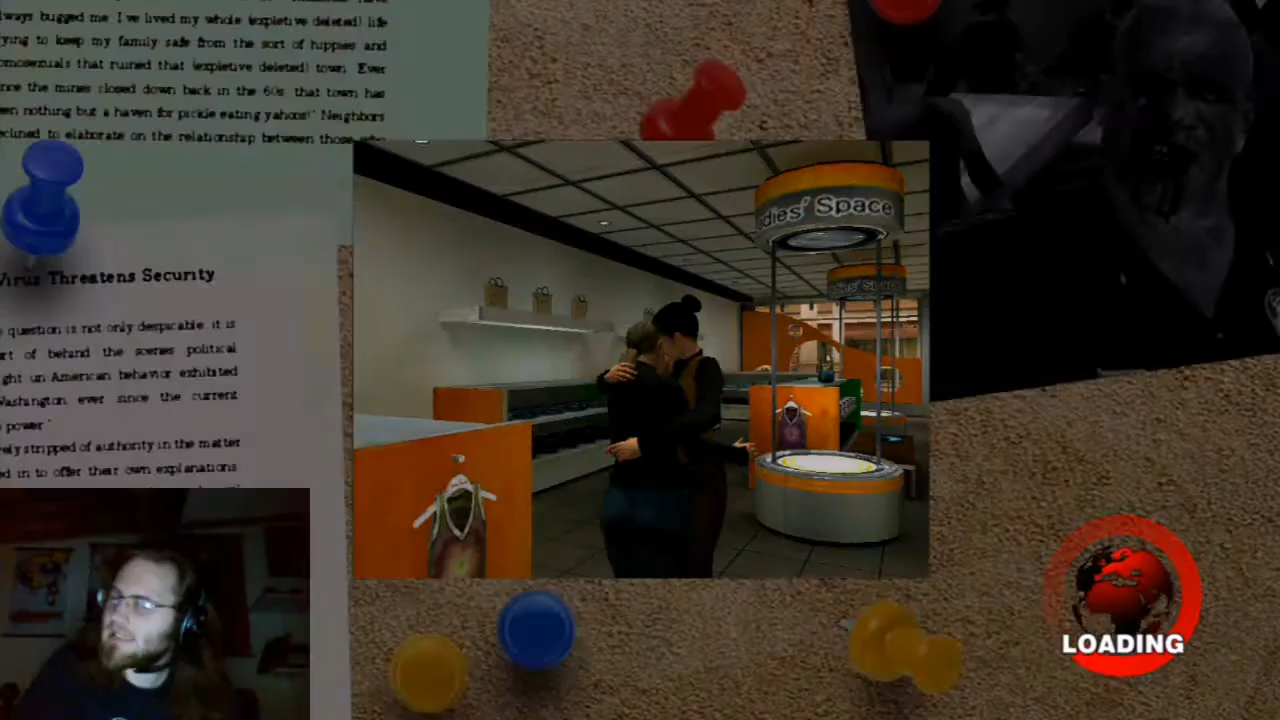 lways bugged me. I've lived my whole (expletive deleted) life
ying to keep my family safe from the sort of hippies and
omosexuals that ruined that (expletive deleted) town. Ever
nce the mines closed down back in the 60s that town has
een nothing but a haven for pickle eating yahoos!" Neighbors
eclined to elaborate on the relationship between those who
Virus Threatens Security
question is not only despicable, it is
rt of behind the scenes political
ght un American behavior exhibited
Washington ever since the current
power"
ely stripped of authority in the matter
ed in to offer their own explanations
dies' Space
dies' Space
LOADING